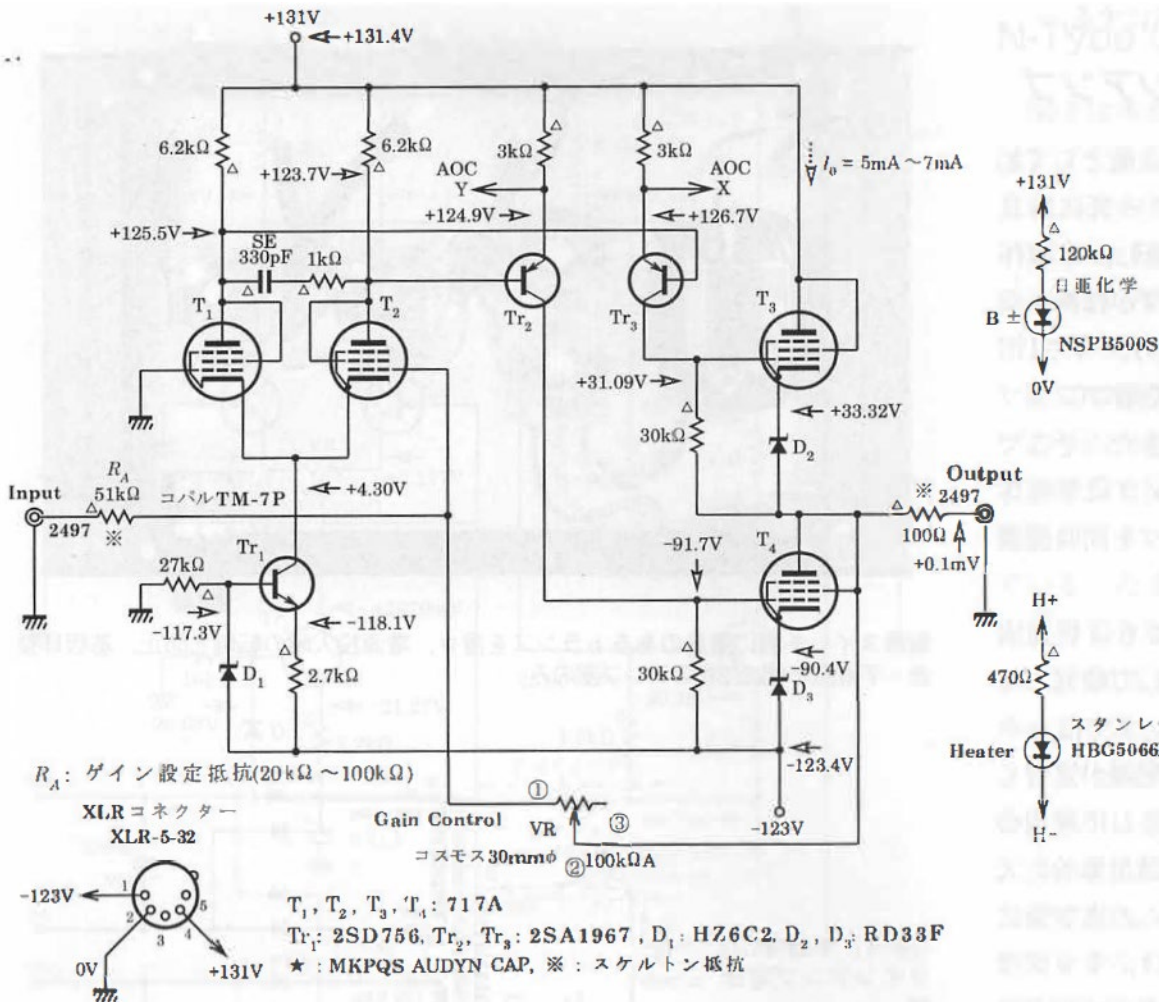 +131V
+131.4V
6.2kΩ
6.2kΩ
+123.7V
3kΩ
3kΩ
I₀ = 5mA～7mA
AOC
Y
AOC
X
+125.5V
+124.9V
+126.7V
SE
330pF
1kΩ
T₁
T₂
Tr₂
Tr₃
T₃
+131V
120kΩ
日亜化学
B ±
NSPB500S
0V
+31.09V
+33.32V
30kΩ
D₂
R_A
51kΩ
コパルTM-7P
+4.30V
Input
2497
※
Output
※ 2497
100Ω
+0.1mV
Tr₁
27kΩ
-117.3V
-118.1V
D₁
2.7kΩ
-91.7V
T₄
30kΩ
-90.4V
D₃
-123.4V
-123V
H+
470Ω
Heater
HBG5066
H-
R_A: ゲイン設定抵抗(20kΩ～100kΩ)
Gain Control
①
VR
③
コスモス30mmφ
②
100kΩA
XLRコネクター
XLR-5-32
-123V
1
2
3
4
5
0V
+131V
T₁, T₂, T₃, T₄: 717A
Tr₁: 2SD756, Tr₂, Tr₃: 2SA1967, D₁: HZ6C2, D₂, D₃: RD33F
★: MKPQS AUDYN CAP, ※: スケルトン抵抗